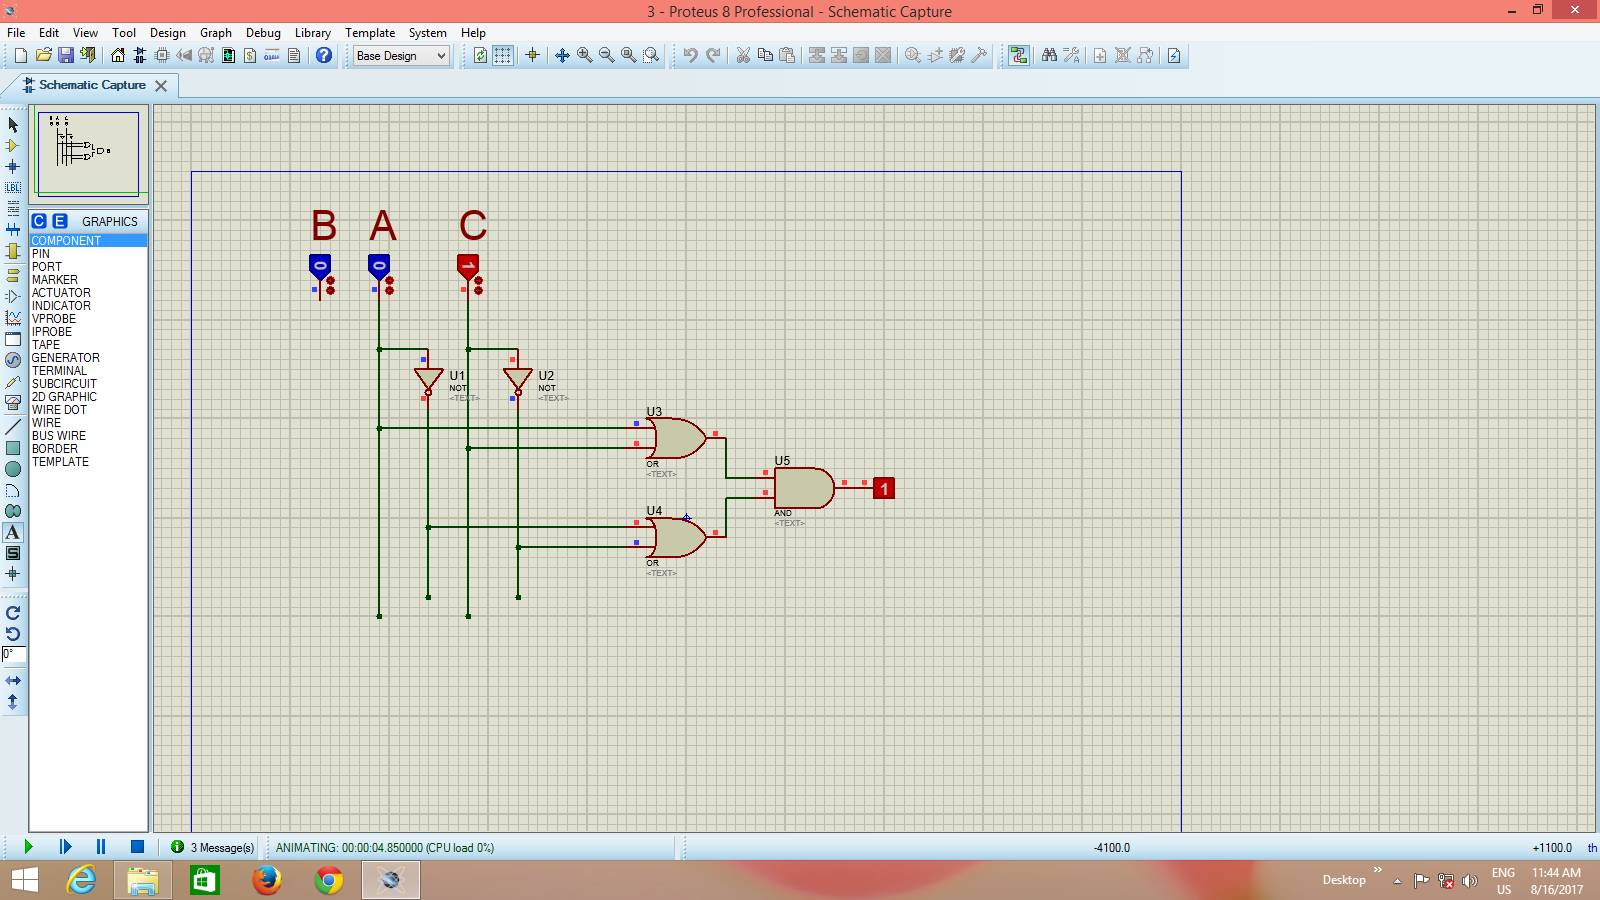 3 - Proteus 8 Professional - Schematic Capture
File Edit View Tool Design Graph Debug Library Template System Help
Base Design
Schematic Capture
LBL
C E GRAPHICS
COMPONENT
PIN
PORT
MARKER
ACTUATOR
INDICATOR
VPROBE
IPROBE
TAPE
GENERATOR
TERMINAL
SUBCIRCUIT
2D GRAPHIC
WIRE DOT
WIRE
BUS WIRE
BORDER
TEMPLATE
A
S
0°
B A C
0 0 1
U1
NOT
<TEXT>
U2
NOT
<TEXT>
U3
OR
<TEXT>
U4
OR
<TEXT>
U5
AND
<TEXT>
1
3 Message(s) ANIMATING: 00:00:04.850000 (CPU load 0%) -4100.0 +1100.0 th
Desktop » ENG 11:44 AM
US 8/16/2017